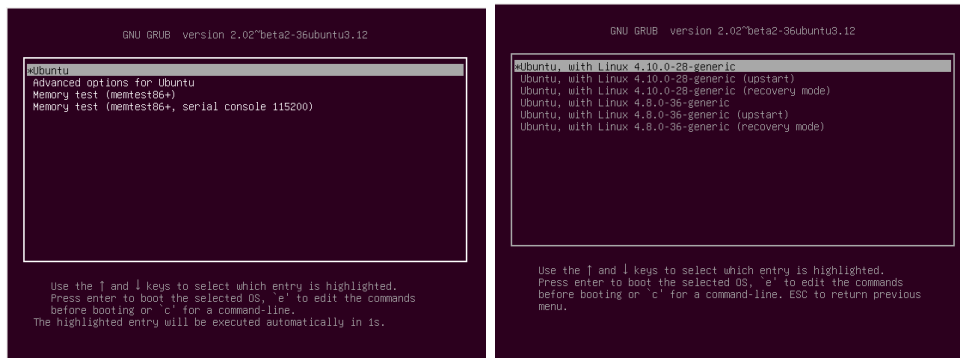 GNU GRUB  version 2.02~beta2-36ubuntu3.12
*Ubuntu
Advanced options for Ubuntu
Memory test (memtest86+)
Memory test (memtest86+, serial console 115200)
Use the ↑ and ↓ keys to select which entry is highlighted.
Press enter to boot the selected OS, `e' to edit the commands
before booting or `c' for a command-line.
The highlighted entry will be executed automatically in 1s.
GNU GRUB  version 2.02~beta2-36ubuntu3.12
*Ubuntu, with Linux 4.10.0-28-generic
Ubuntu, with Linux 4.10.0-28-generic (upstart)
Ubuntu, with Linux 4.10.0-28-generic (recovery mode)
Ubuntu, with Linux 4.8.0-36-generic
Ubuntu, with Linux 4.8.0-36-generic (upstart)
Ubuntu, with Linux 4.8.0-36-generic (recovery mode)
Use the ↑ and ↓ keys to select which entry is highlighted.
Press enter to boot the selected OS, `e' to edit the commands
before booting or `c' for a command-line. ESC to return previous
menu.